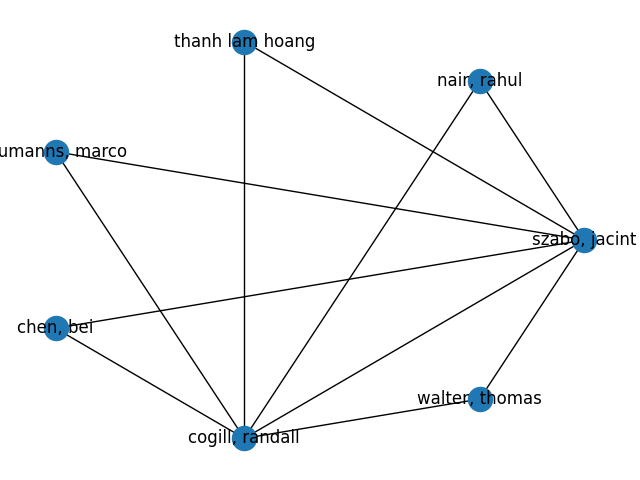 thanh lam hoang
nair, rahul
umanns, marco
szabo, jacint
chen, bei
walter, thomas
cogill, randall